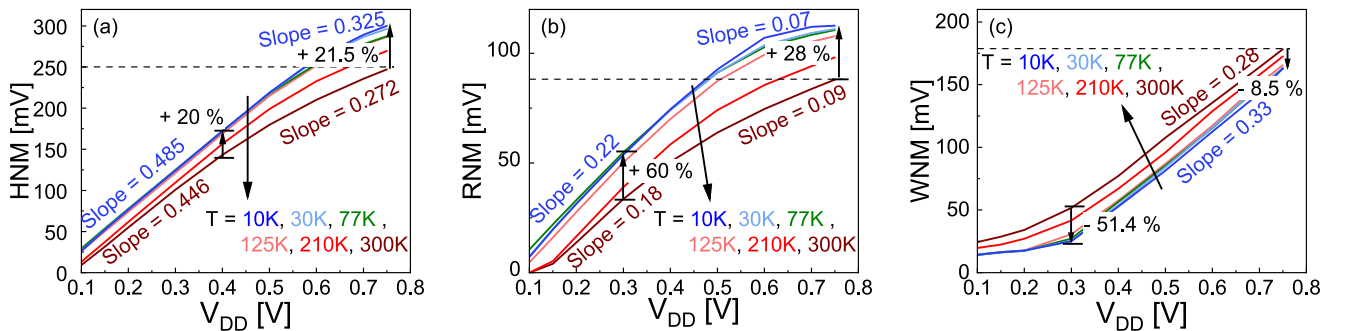 (a)
HNM [mV]
300
250
200
150
100
50
0
Slope = 0.325
+ 21.5 %
Slope = 0.272
+ 20 %
Slope = 0.485
Slope = 0.446
T = 10K, 30K, 77K ,
125K, 210K, 300K
0.1 0.2 0.3 0.4 0.5 0.6 0.7 0.8
VDD [V]
(b)
RNM [mV]
100
50
0
Slope = 0.07
+ 28 %
Slope = 0.09
Slope = 0.22
+ 60 %
Slope = 0.18
T = 10K, 30K, 77K ,
125K, 210K, 300K
0.1 0.2 0.3 0.4 0.5 0.6 0.7 0.8
VDD [V]
(c)
WNM [mV]
200
150
100
50
0
T = 10K, 30K, 77K ,
125K, 210K, 300K
Slope = 0.28
- 8.5 %
Slope = 0.33
- 51.4 %
0.1 0.2 0.3 0.4 0.5 0.6 0.7 0.8
VDD [V]